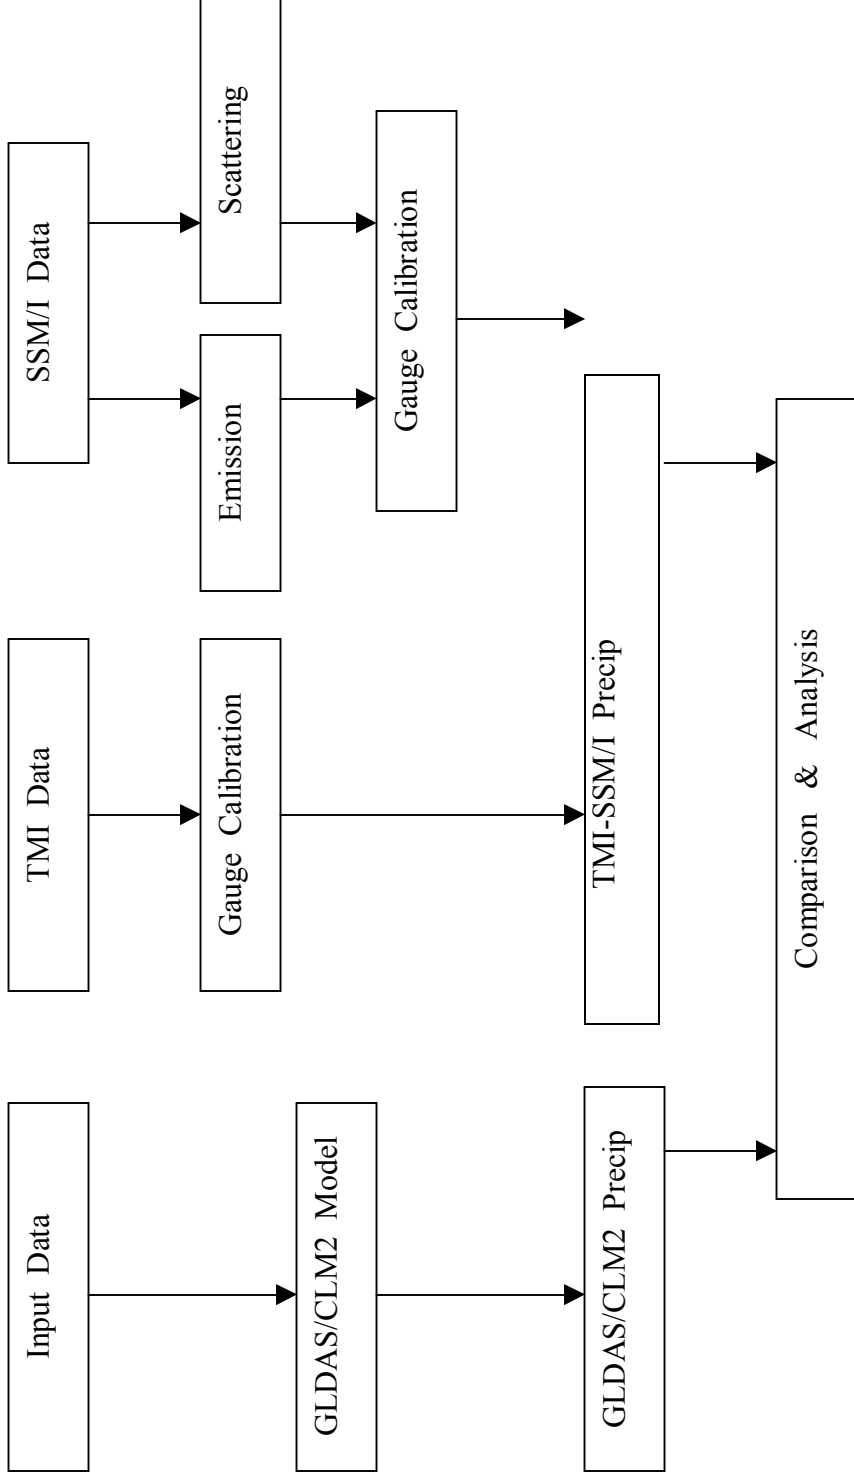 Input Data
TMI Data
SSM/I Data
Gauge Calibration
Emission
Scattering
GLDAS/CLM2 Model
Gauge Calibration
GLDAS/CLM2 Precip
TMI-SSM/I Precip
Comparison & Analysis